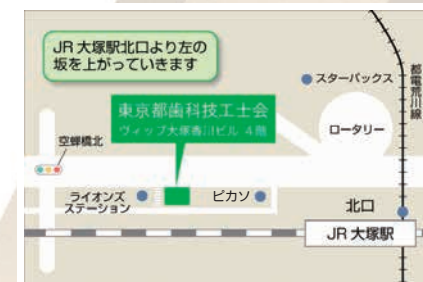 JR大塚駅北口より左の
坂を上がっていきます
スターバックス
都電荒川線
東京都歯科技工士会
ヴィップ大塚香川ビル 4階
ロータリー
空蝉橋北
ライオンズ
ステーション
ピカソ
北口
JR 大塚駅